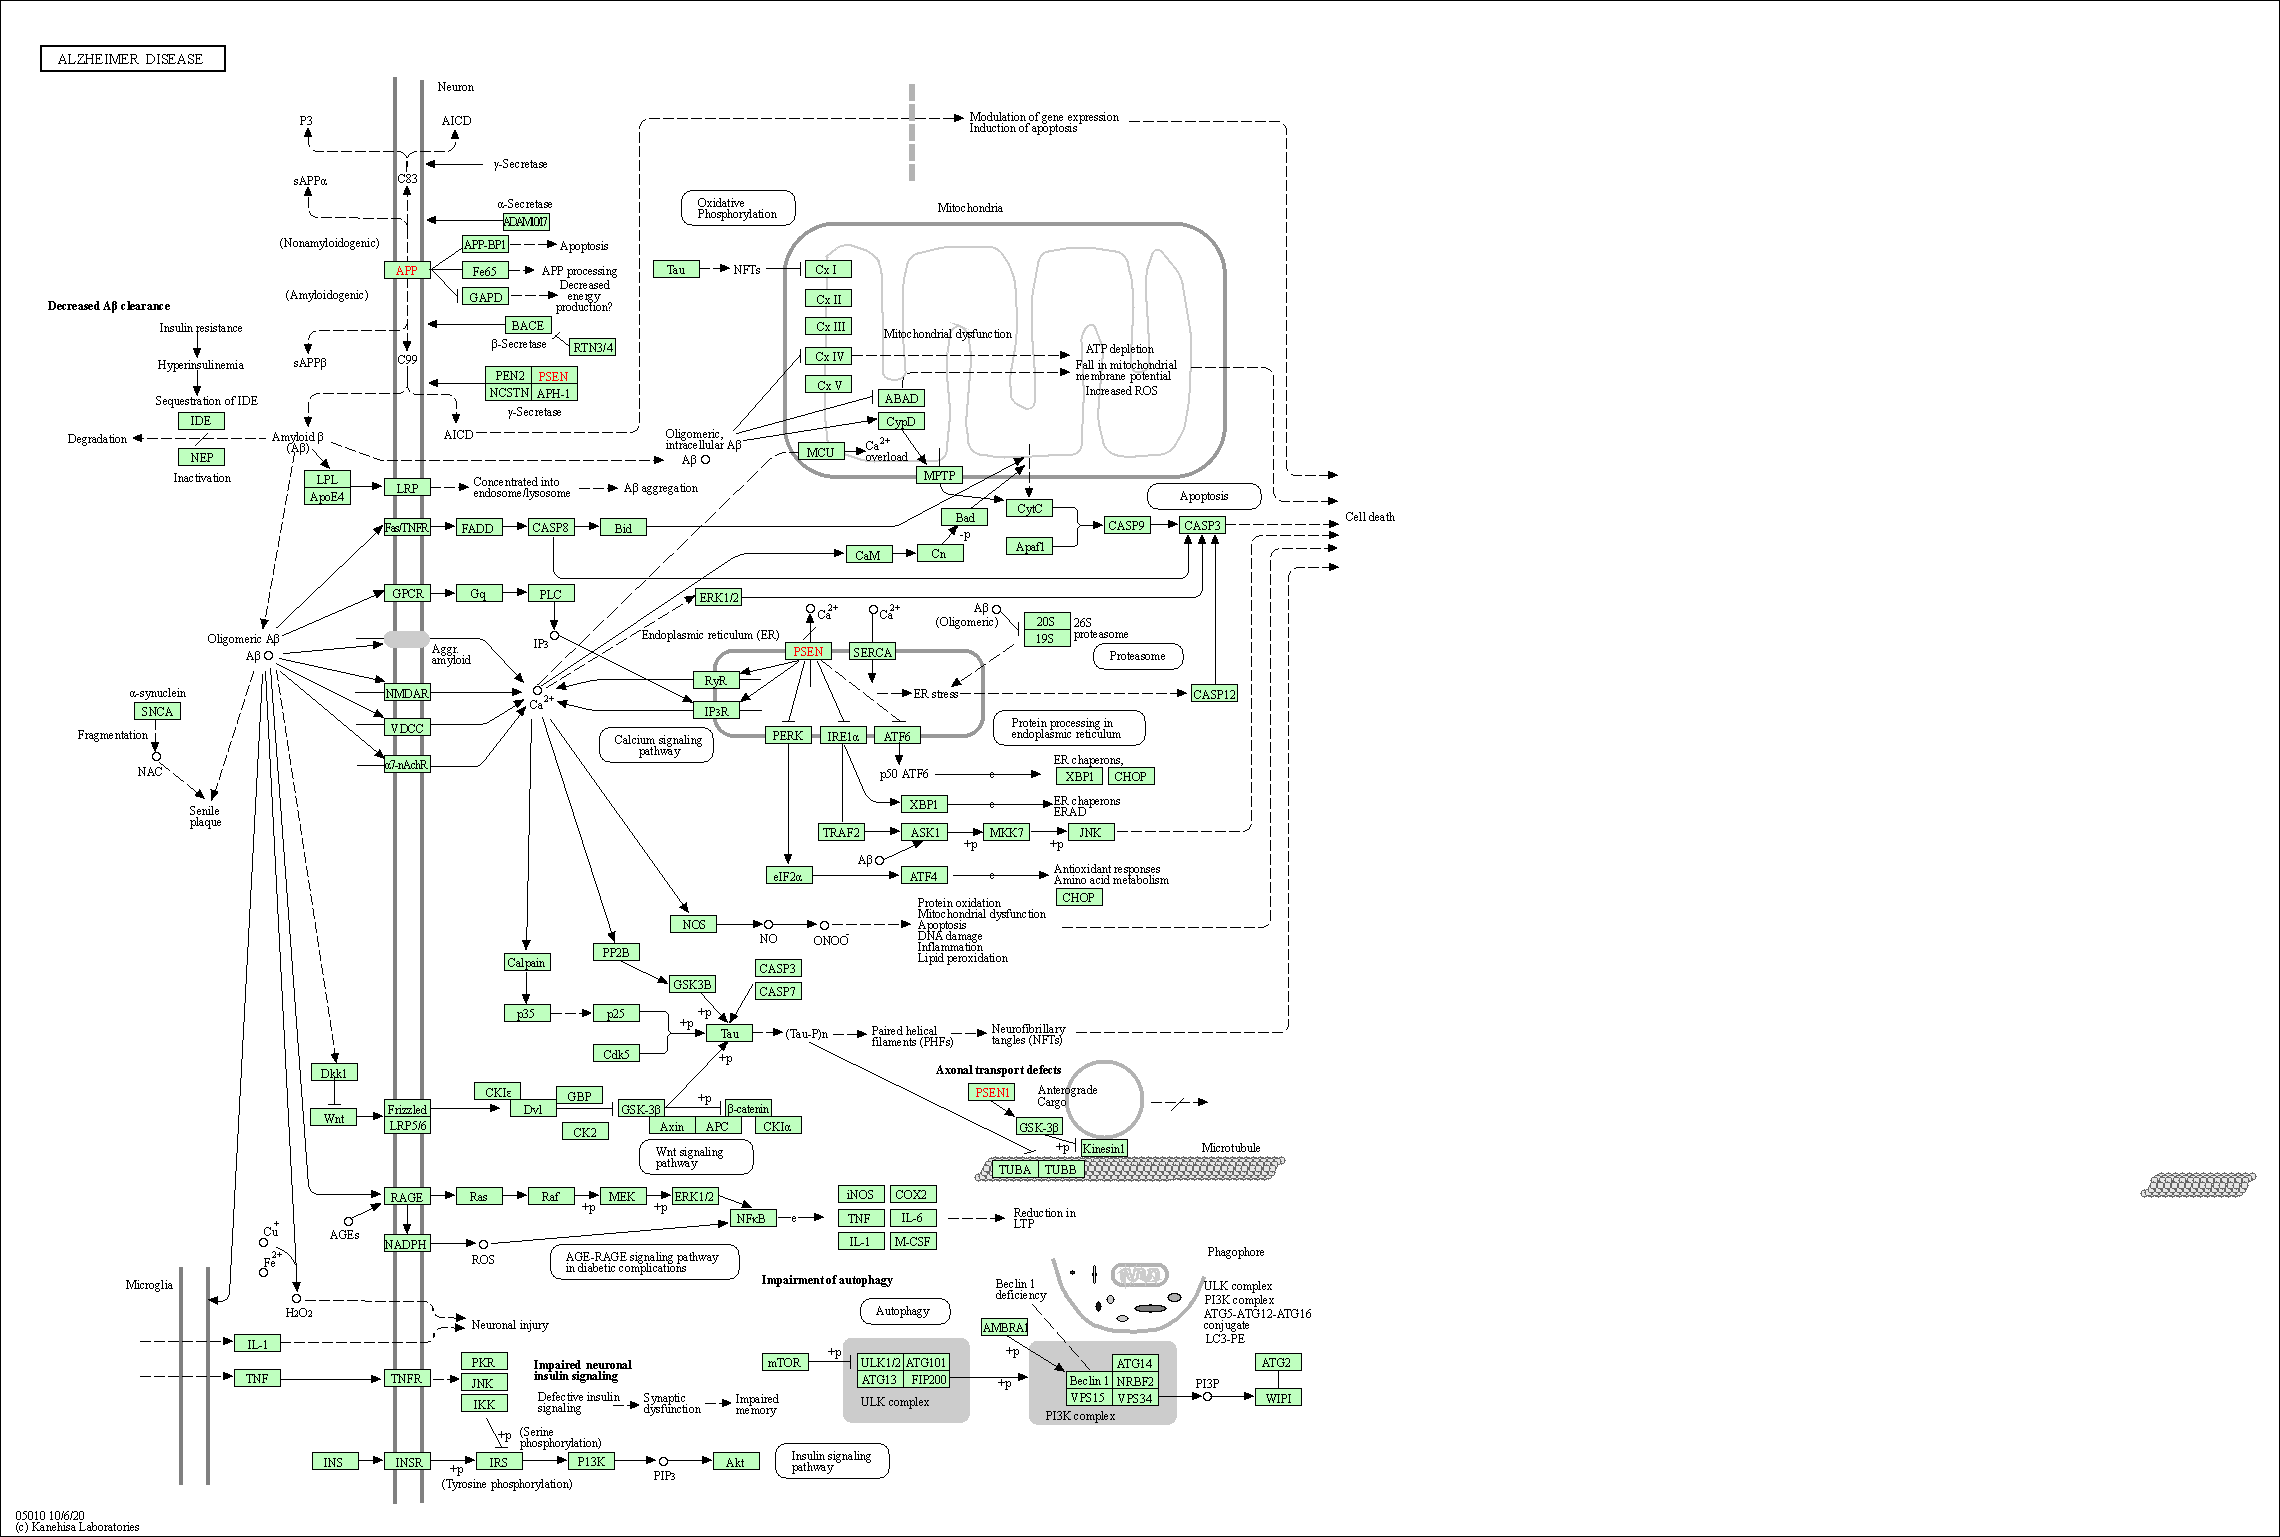 ALZHEIMER DISEASE
Neuron
P3
AICD
γ-Secretase
C83
sAPPα
α-Secretase
(Nonamyloidogenic)
APP-BP1
Apoptosis
APP
Fe65
APP processing
(Amyloidogenic)
GAPD
Decreased
energy
production?
BACE
β-Secretase
RTN3/4
sAPPβ
C99
PEN2
PSEN
NCSTN
APH-1
γ-Secretase
AICD
Decreased Aβ clearance
Insulin resistance
Hyperinsulinemia
Sequestration of IDE
IDE
Degradation
Amyloid β
(Aβ)
NEP
Inactivation
LPL
ApoE4
LRP
Concentrated into
endosome/lysosome
Aβ aggregation
Modulation of gene expression
Induction of apoptosis
Oxidative
Phosphorylation
Mitochondria
Tau
NFTs
Cx I
Cx II
Cx III
Cx IV
Cx V
Mitochondrial dysfunction
ATP depletion
Fall in mitochondrial
membrane potential
Increased ROS
ABAD
CypD
Oligomeric,
intracellular Aβ
Aβ
MCU
Ca2+
overload
MPTP
Apoptosis
Fas/TNFR
FADD
CASP8
Bid
Bad
-p
CytC
Apaf1
CASP9
CASP3
Cell death
CaM
Cn
GPCR
Gq
PLC
ERK1/2
IP3
Oligomeric Aβ
Aβ
Aggr.
amyloid
NMDAR
VDCC
α7-nAchR
Ca2+
Endoplasmic reticulum (ER)
Ca2+
Ca2+
PSEN
SERCA
RyR
IP3R
ER stress
Aβ
(Oligomeric)
20S
19S
26S
proteasome
Proteasome
CASP12
Calcium signaling
pathway
PERK
IRE1α
ATF6
Protein processing in
endoplasmic reticulum
p50 ATF6
e
ER chaperons,
XBP1
CHOP
XBP1
e
ER chaperons
ERAD
TRAF2
ASK1
+p
MKK7
+p
JNK
Aβ
eIF2α
ATF4
e
Antioxidant responses
Amino acid metabolism
CHOP
α-synuclein
SNCA
Fragmentation
NAC
Senile
plaque
NOS
NO
ONOO-
Protein oxidation
Mitochondrial dysfunction
Apoptosis
DNA damage
Inflammation
Lipid peroxidation
Calpain
PP2B
GSK3B
+p
CASP3
CASP7
p35
p25
Cdk5
+p
Tau
+p
(Tau-P)n
Paired helical
filaments (PHFs)
Neurofibrillary
tangles (NFTs)
Dkk1
Wnt
Frizzled
LRP5/6
CKIε
Dvl
GBP
CK2
GSK-3β
+p
β-catenin
Axin
APC
CKIα
Wnt signaling
pathway
Axonal transport defects
PSEN1
Anterograde
Cargo
GSK-3β
+p
Kinesin1
Microtubule
TUBA
TUBB
RAGE
Ras
Raf
+p
MEK
+p
ERK1/2
NFκB
e
AGEs
NADPH
ROS
AGE-RAGE signaling pathway
in diabetic complications
iNOS
COX2
TNF
IL-6
IL-1
M-CSF
Reduction in
LTP
Cu+
Fe2+
H2O2
Microglia
IL-1
Neuronal injury
TNF
TNFR
PKR
JNK
IKK
Impaired neuronal
insulin signaling
Defective insulin
signaling
Synaptic
dysfunction
Impaired
memory
+p
(Serine
phosphorylation)
INS
INSR
+p
(Tyrosine phosphorylation)
IRS
P13K
PIP3
Akt
Insulin signaling
pathway
Impairment of autophagy
Autophagy
mTOR
+p
ULK1/2
ATG101
ATG13
FIP200
ULK complex
+p
Beclin 1
deficiency
AMBRA1
+p
ATG14
Beclin 1
NRBF2
VPS15
VPS34
PI3K complex
PI3P
Phagophore
ULK complex
PI3K complex
ATG5-ATG12-ATG16
conjugate
LC3-PE
ATG2
WIPI
05010 10/6/20
(c) Kanehisa Laboratories